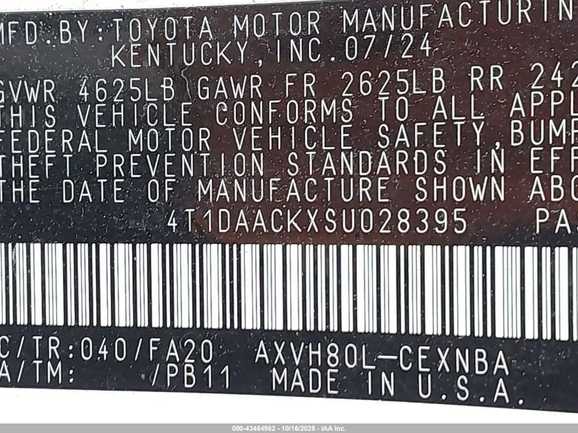 MFD. BY: TOYOTA MOTOR MANUFACTURIN
KENTUCKY, INC. 07/24
GVWR 4625LB GAWR FR 2625LB RR 242
THIS VEHICLE CONFORMS TO ALL APPL
FEDERAL MOTOR VEHICLE SAFETY, BUMP
THEFT PREVENTION STANDARDS IN EFF
THE DATE OF MANUFACTURE SHOWN ABO
4T1DAACKXSU028395 PA
C/TR: 040/FA20 AXVH80L-CEXNBA
A/TM: /PB11 MADE IN U.S.A.
000-43464962 - 10/16/2025 - IAA Inc.